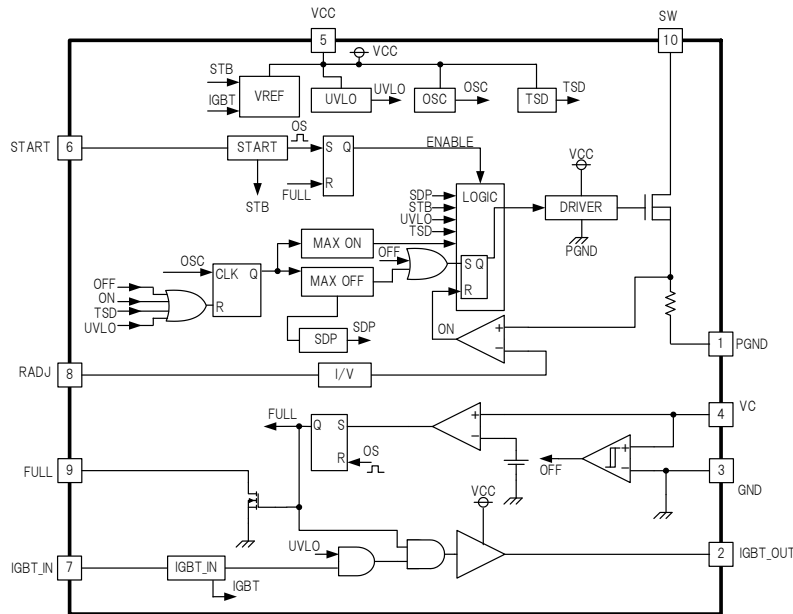 VCC
SW
5
10
VCC
STB
IGBT
VREF
UVLO
UVLO
OSC
OSC
TSD
TSD
START
6
START
OS
S Q
R
FULL
STB
ENABLE
VCC
SDP
STB
UVLO
TSD
LOGIC
DRIVER
PGND
OSC
CLK Q
R
MAX ON
MAX OFF
OFF
S Q
R
OFF
ON
TSD
UVLO
SDP
SDP
ON
+
−
1
PGND
RADJ
8
I/V
FULL
Q S
R
OS
+
−
4
VC
OFF
+
−
3
GND
FULL
9
VCC
UVLO
2
IGBT_OUT
IGBT_IN
7
IGBT_IN
IGBT